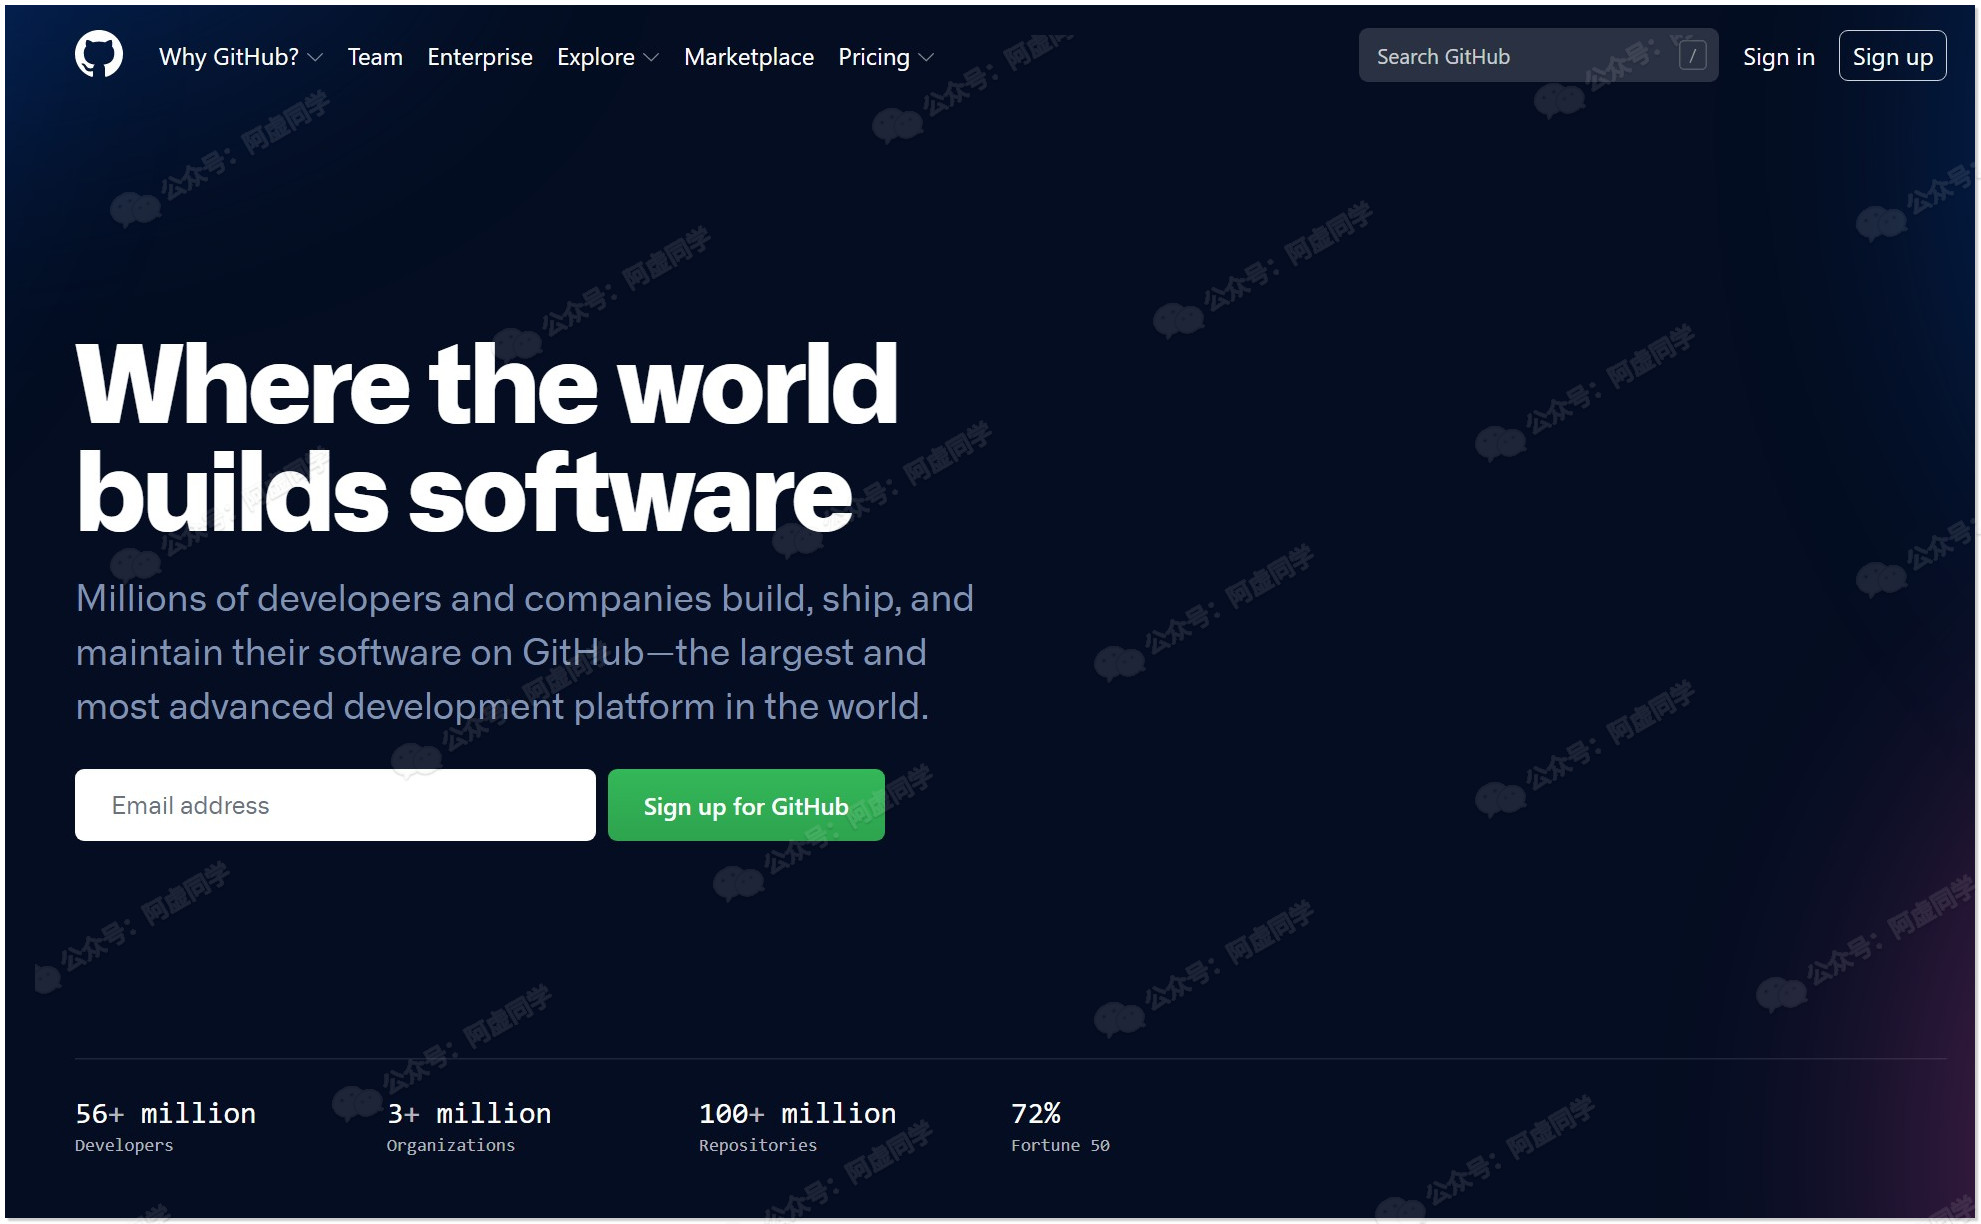 Why GitHub? Team Enterprise Explore Marketplace Pricing Search GitHub / Sign in Sign up
Where the world
builds software
Millions of developers and companies build, ship, and
maintain their software on GitHub—the largest and
most advanced development platform in the world.
Email address Sign up for GitHub
56+ million 3+ million 100+ million 72%
Developers Organizations Repositories Fortune 50
公众号：阿虚同学